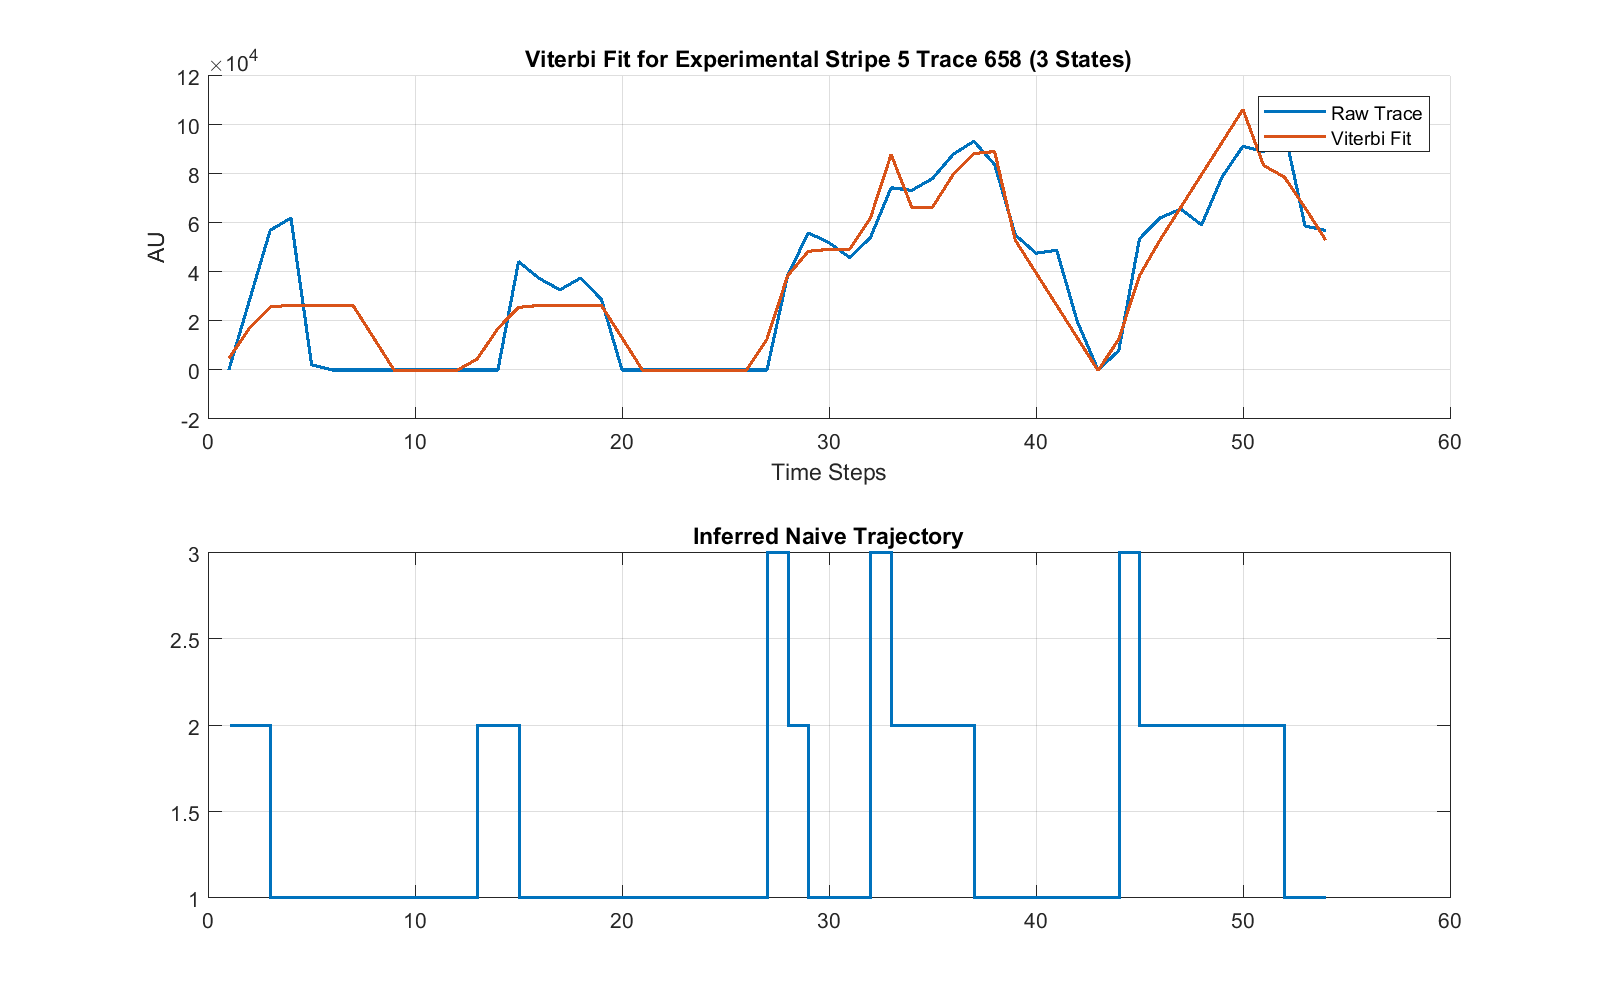 Viterbi Fit for Experimental Stripe 5 Trace 658 (3 States)
×10⁴
12
10
8
6
4
2
0
-2
AU
Raw Trace
Viterbi Fit
0 10 20 30 40 50 60
Time Steps
Inferred Naive Trajectory
3
2.5
2
1.5
1
0 10 20 30 40 50 60